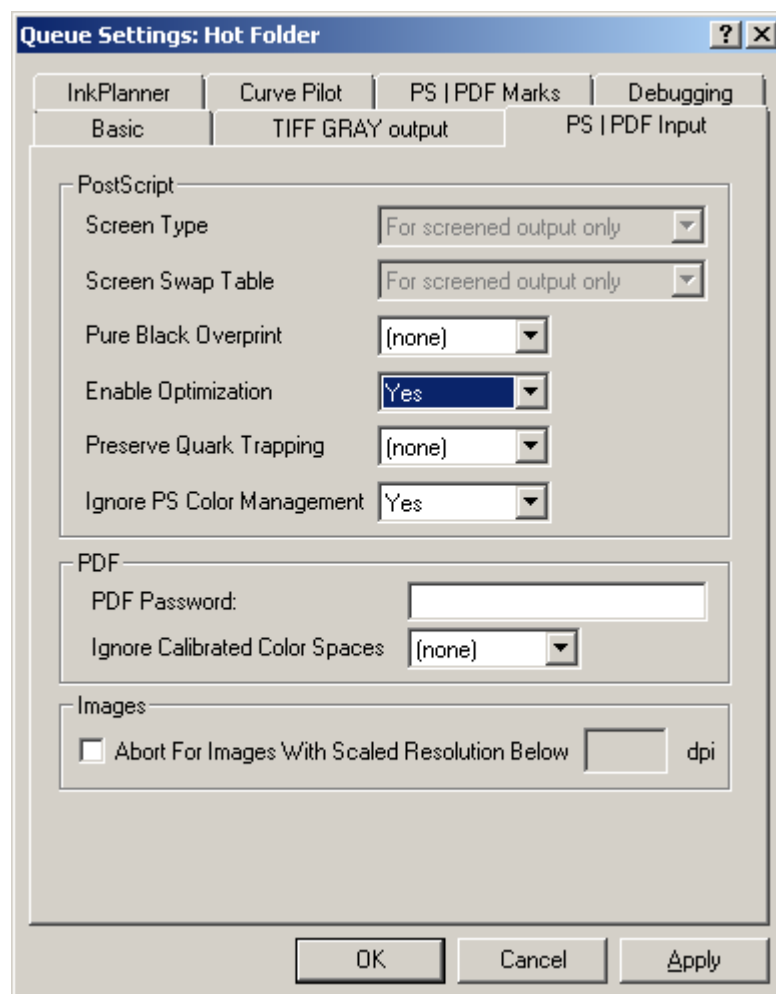 Queue Settings: Hot Folder
InkPlanner Curve Pilot PS | PDF Marks Debugging
Basic TIFF GRAY output PS | PDF Input
PostScript
Screen Type For screened output only
Screen Swap Table For screened output only
Pure Black Overprint (none)
Enable Optimization Yes
Preserve Quark Trapping (none)
Ignore PS Color Management Yes
PDF
PDF Password:
Ignore Calibrated Color Spaces (none)
Images
Abort For Images With Scaled Resolution Below dpi
OK Cancel Apply